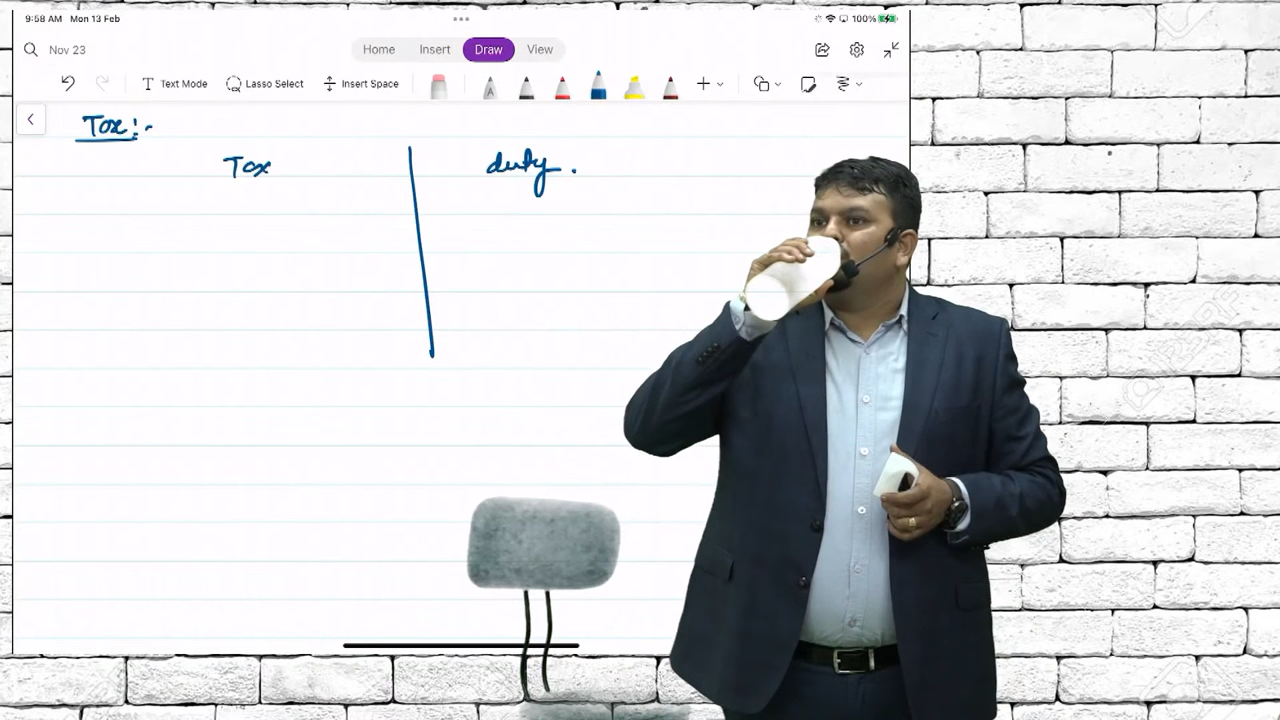 9:58 AM Mon 13 Feb
100%
Nov 23
Home Insert Draw View
Text Mode Lasso Select Insert Space
Tax:-
Tax duty.